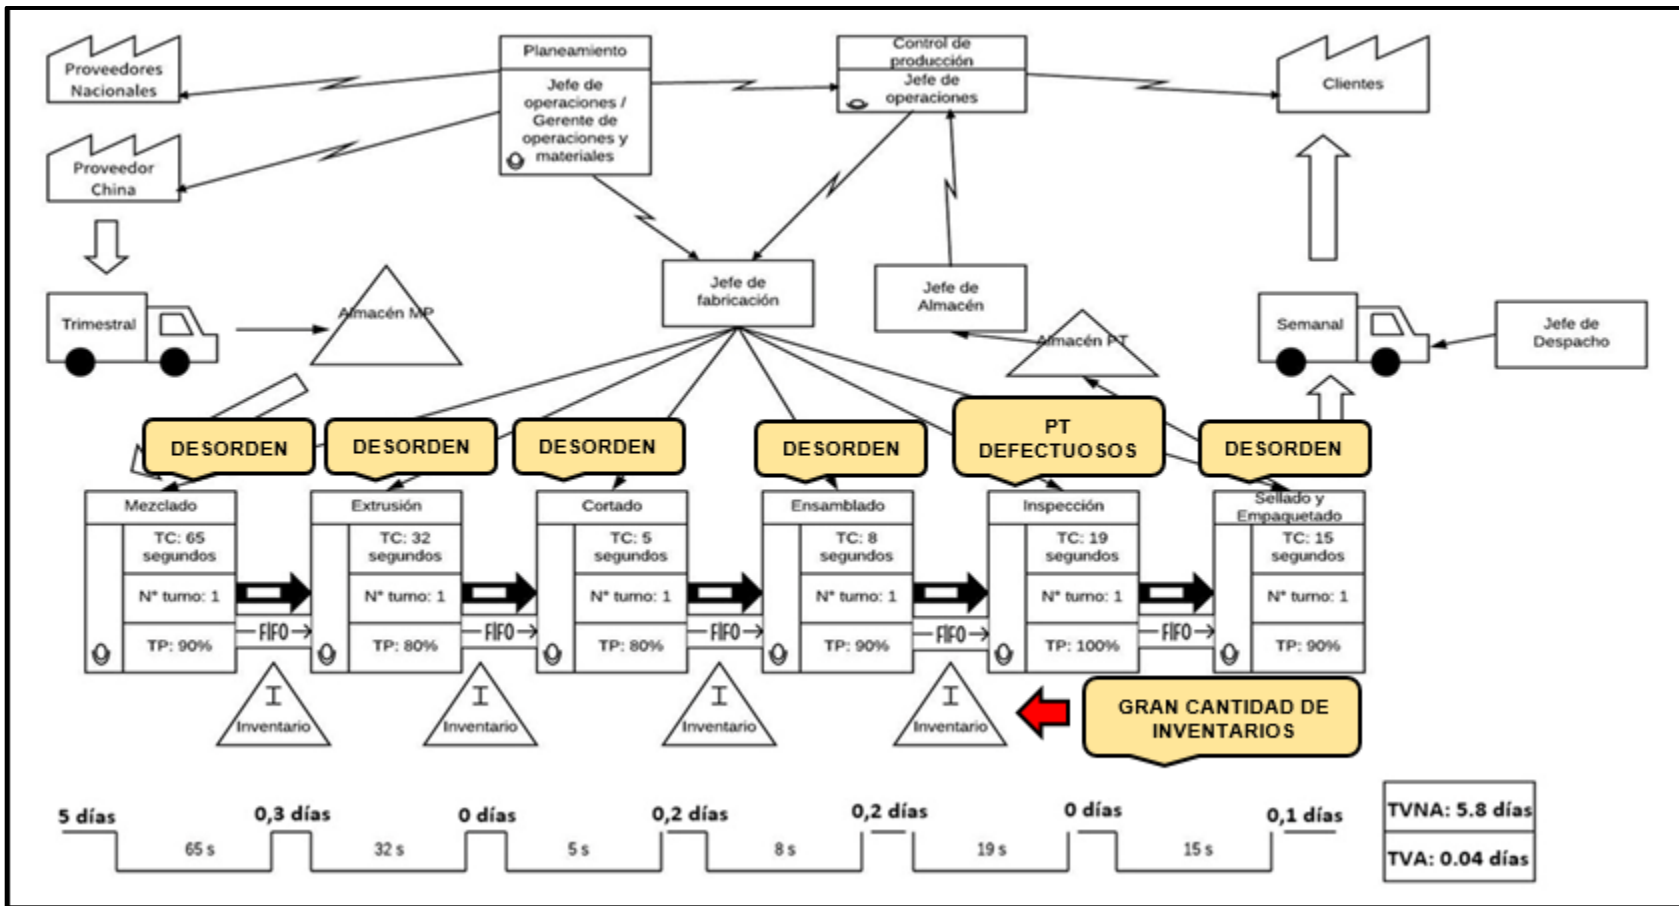 Proveedores
Nacionales
Planeamiento
Jefe de
operaciones /
Gerente de
operaciones y
materiales
Control de
producción
Jefe de
operaciones
Clientes
Proveedor
China
Trimestral
Almacén MP
Jefe de
fabricación
Jefe de
Almacén
Almacén PT
Semanal
Jefe de
Despacho
DESORDEN
DESORDEN
DESORDEN
DESORDEN
PT
DEFECTUOSOS
DESORDEN
Mezclado
TC: 65
segundos
N° turno: 1
TP: 90%
FIFO
I
Inventario
Extrusión
TC: 32
segundos
N° turno: 1
TP: 80%
FIFO
I
Inventario
Cortado
TC: 5
segundos
N° turno: 1
TP: 80%
FIFO
I
Inventario
Ensamblado
TC: 8
segundos
N° turno: 1
TP: 90%
FIFO
I
Inventario
Inspección
TC: 19
segundos
N° turno: 1
TP: 100%
FIFO
Sellado y
Empaquetado
TC: 15
segundos
N° turno: 1
TP: 90%
GRAN CANTIDAD DE
INVENTARIOS
5 días
65 s
0,3 días
32 s
0 días
5 s
0,2 días
8 s
0,2 días
19 s
0 días
15 s
0,1 días
TVNA: 5.8 días
TVA: 0.04 días